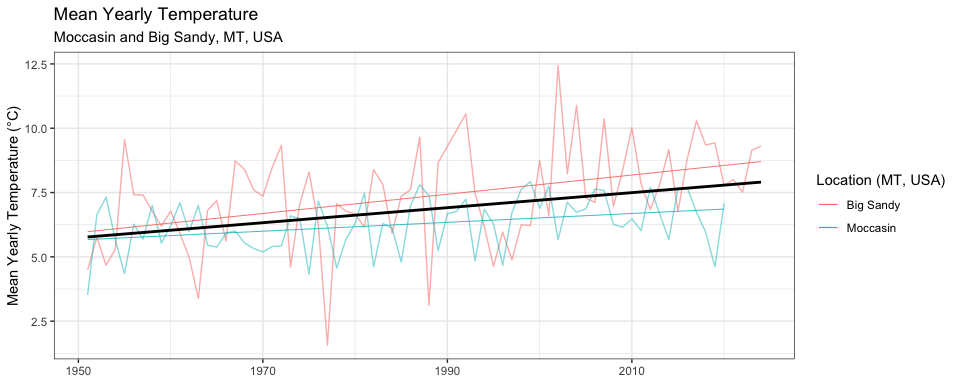 Mean Yearly Temperature
Moccasin and Big Sandy, MT, USA
Mean Yearly Temperature (°C)
12.5
10.0
7.5
5.0
2.5
1950
1970
1990
2010
Location (MT, USA)
Big Sandy
Moccasin